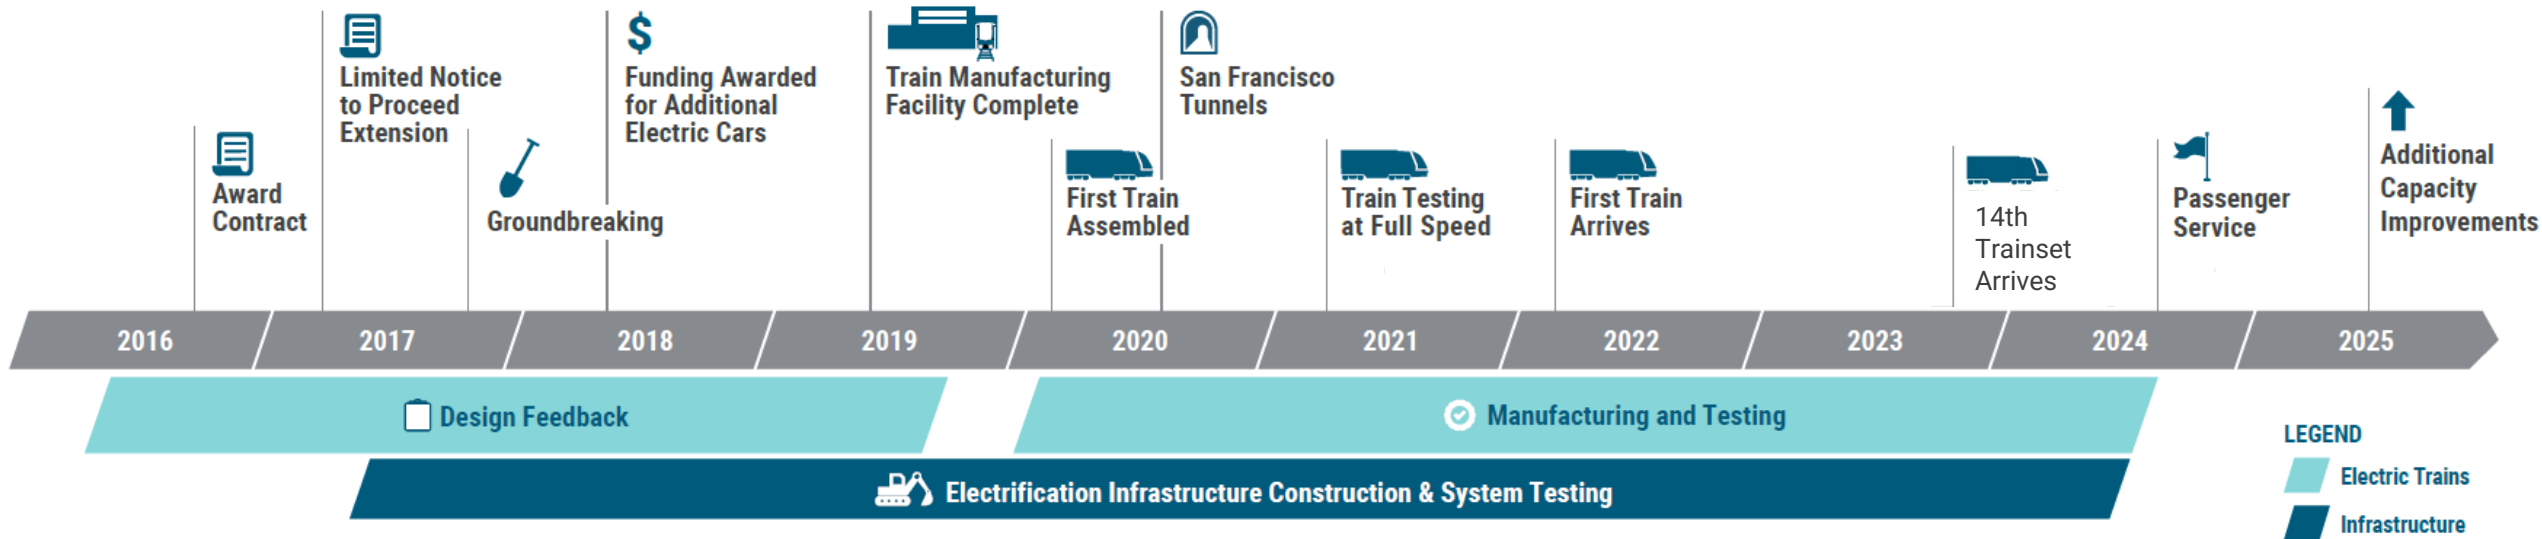 Limited Notice
to Proceed
Extension
Funding Awarded
for Additional
Electric Cars
Train Manufacturing
Facility Complete
San Francisco
Tunnels
Award
Contract
Groundbreaking
First Train
Assembled
Train Testing
at Full Speed
First Train
Arrives
14th
Trainset
Arrives
Passenger
Service
Additional
Capacity
Improvements
2016 2017 2018 2019 2020 2021 2022 2023 2024 2025
Design Feedback
Manufacturing and Testing
Electrification Infrastructure Construction & System Testing
LEGEND
Electric Trains
Infrastructure